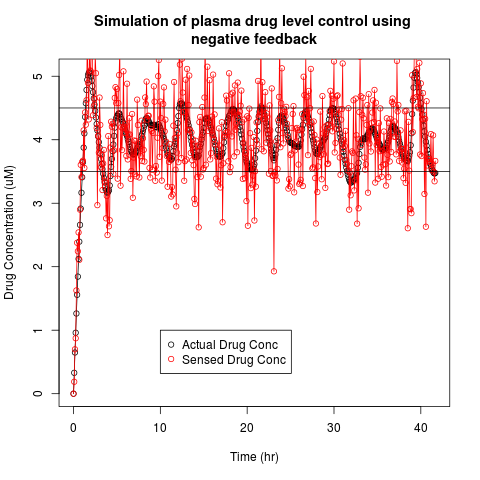 Simulation of plasma drug level control using
negative feedback
Drug Concentration (uM)
5
4
3
2
1
0
Actual Drug Conc
Sensed Drug Conc
0 10 20 30 40
Time (hr)